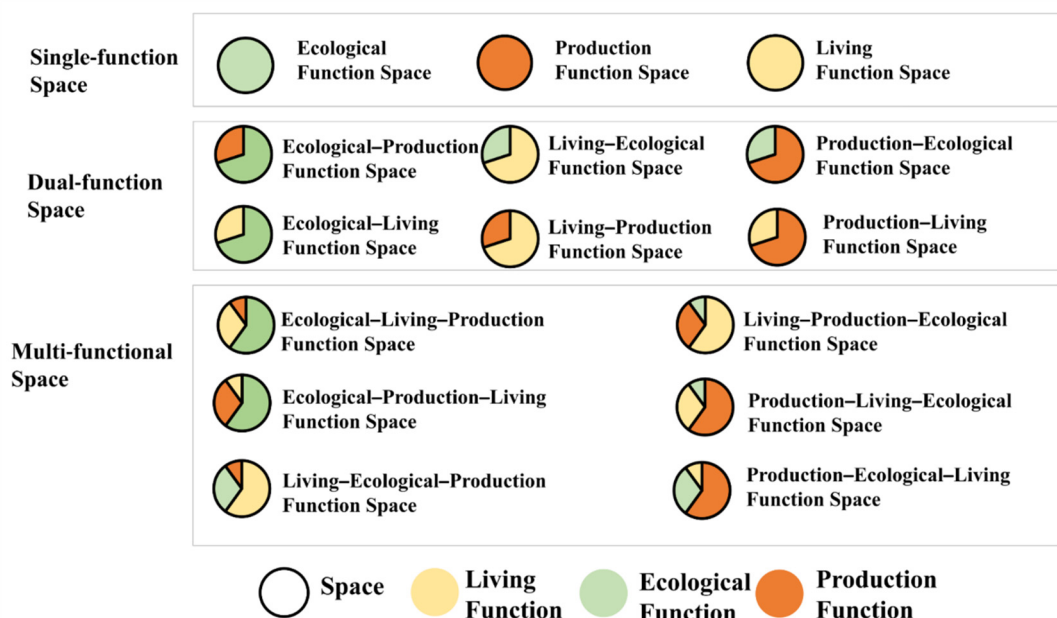 Single-function
Space
Ecological
Function Space
Production
Function Space
Living
Function Space
Dual-function
Space
Ecological–Production
Function Space
Living–Ecological
Function Space
Production–Ecological
Function Space
Ecological–Living
Function Space
Living–Production
Function Space
Production–Living
Function Space
Multi-functional
Space
Ecological–Living–Production
Function Space
Living–Production–Ecological
Function Space
Ecological–Production–Living
Function Space
Production–Living–Ecological
Function Space
Living–Ecological–Production
Function Space
Production–Ecological–Living
Function Space
Space
Living
Function
Ecological
Function
Production
Function